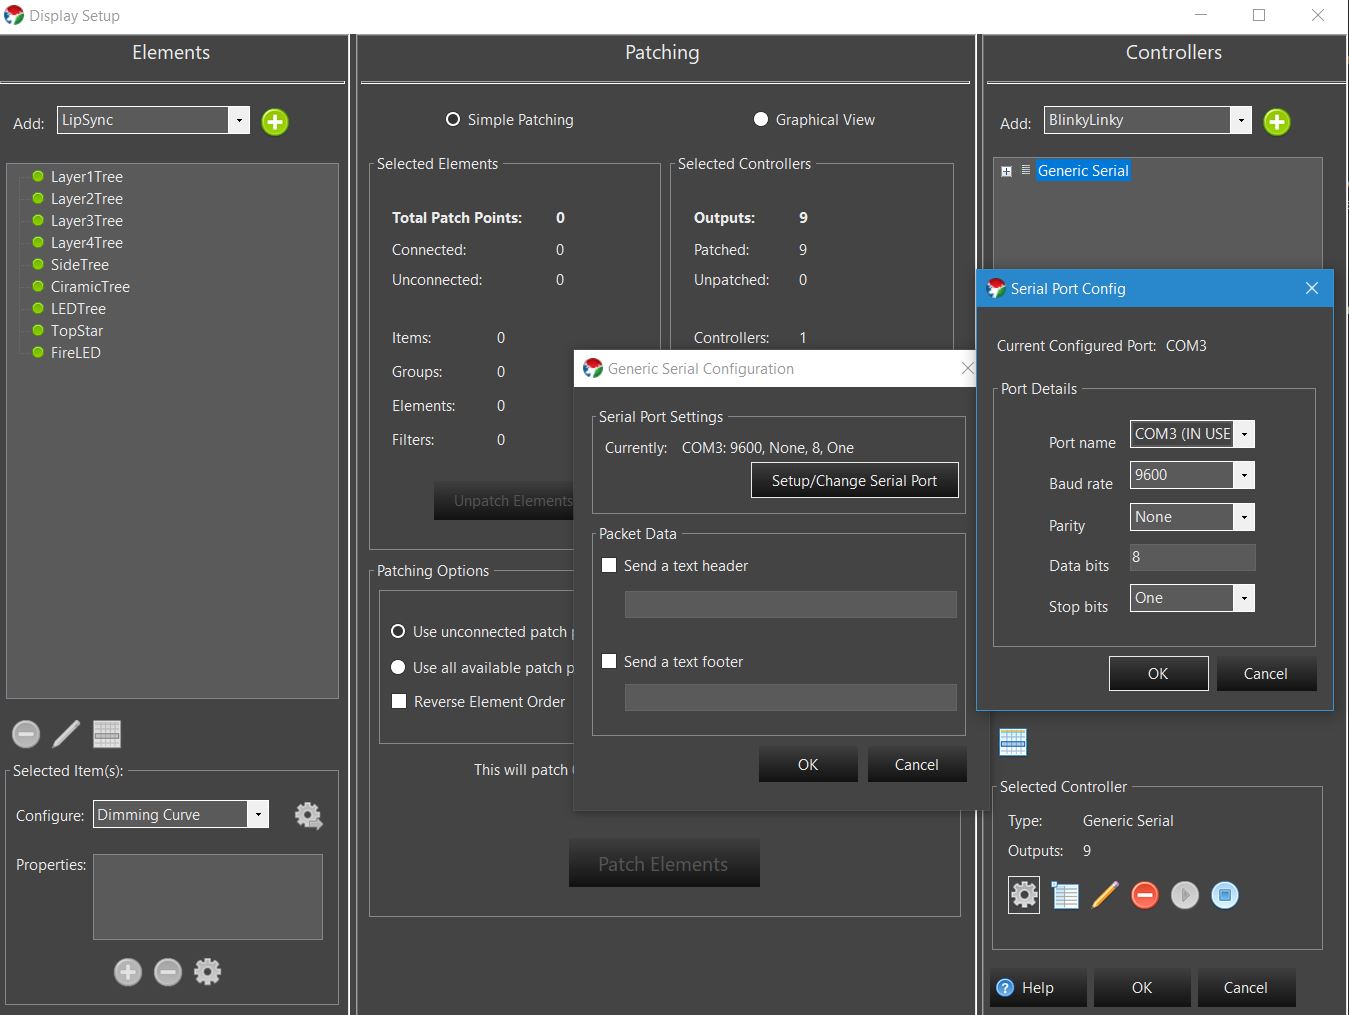 Display Setup
Elements
Patching
Controllers
Add: LipSync
Simple Patching
Graphical View
Add: BlinkyLinky
Layer1Tree
Layer2Tree
Layer3Tree
Layer4Tree
SideTree
CiramicTree
LEDTree
TopStar
FireLED
Selected Elements
Total Patch Points: 0
Connected: 0
Unconnected: 0
Items: 0
Groups: 0
Elements: 0
Filters: 0
Unpatch Elements
Selected Controllers
Outputs: 9
Patched: 9
Unpatched: 0
Controllers: 1
Generic Serial
Patching Options
Use unconnected patch p
Use all available patch p
Reverse Element Order
This will patch
Patch Elements
Generic Serial Configuration
Serial Port Settings
Currently: COM3: 9600, None, 8, One
Setup/Change Serial Port
Packet Data
Send a text header
Send a text footer
OK
Cancel
Serial Port Config
Current Configured Port: COM3
Port Details
Port name COM3 (IN USE
Baud rate 9600
Parity None
Data bits 8
Stop bits One
OK
Cancel
Selected Item(s):
Configure: Dimming Curve
Properties:
Selected Controller
Type: Generic Serial
Outputs: 9
Help
OK
Cancel